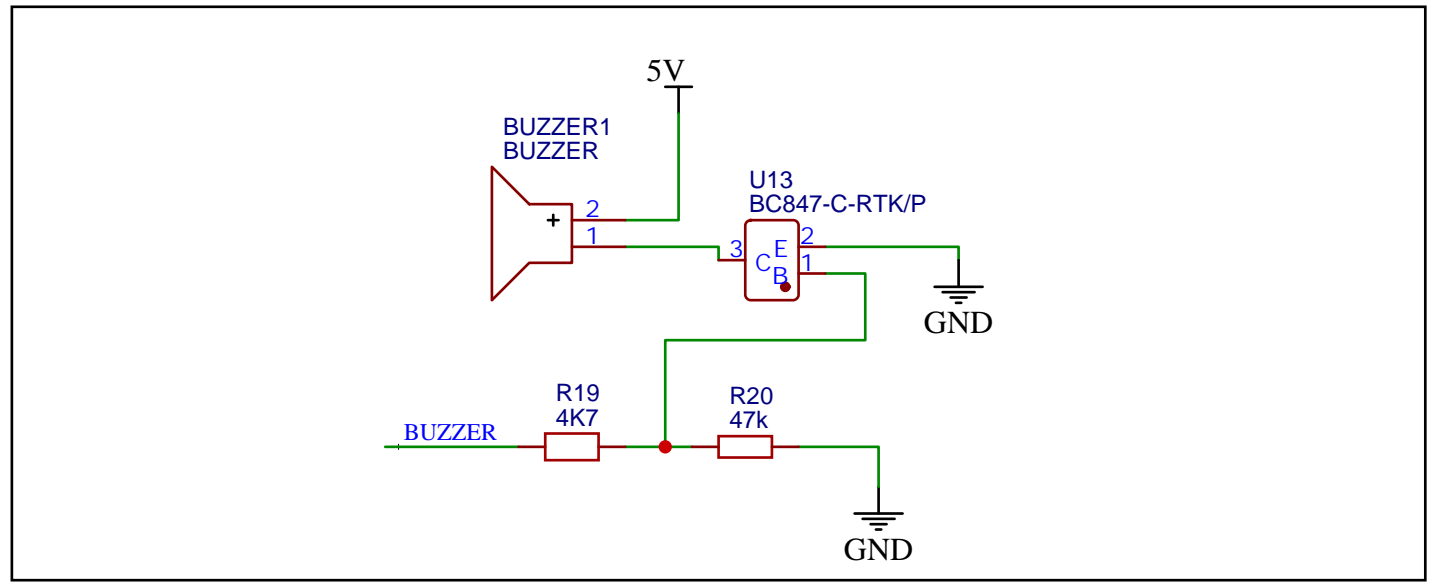 5V
BUZZER1
BUZZER
+
2
1
U13
BC847-C-RTK/P
3
C
E
B
2
1
GND
R19
4K7
R20
47k
BUZZER
GND